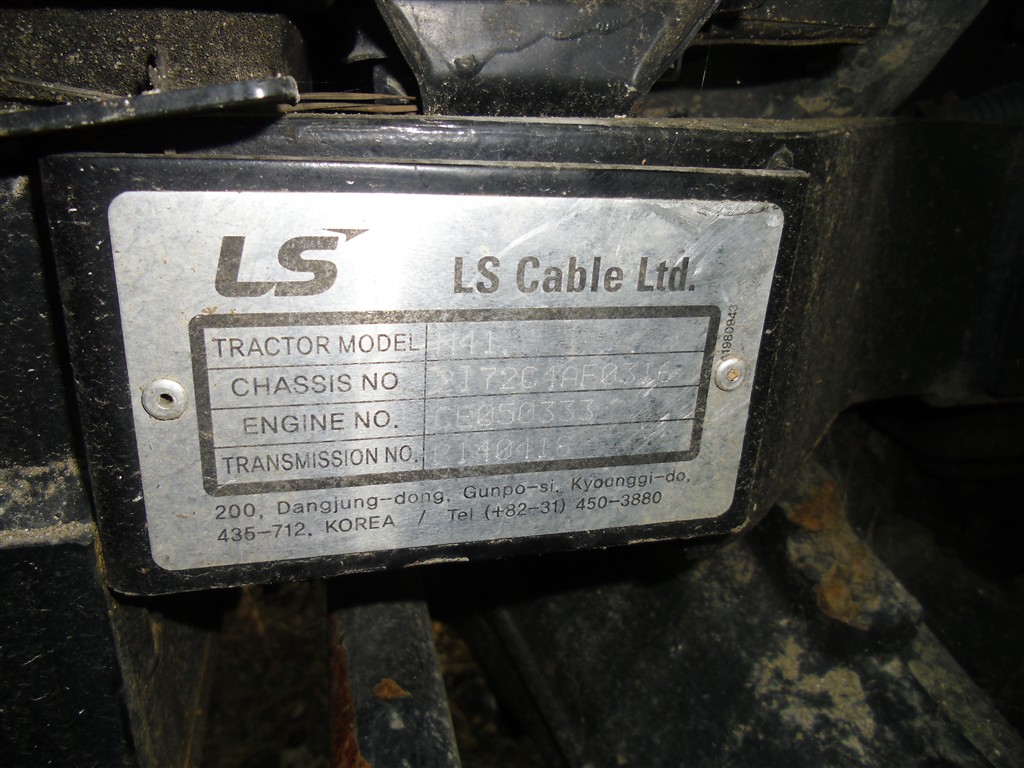 LS LS Cable Ltd.
TRACTOR MODEL
CHASSIS NO
ENGINE NO. CE050333
TRANSMISSION NO.
200, Dangjung-dong, Gunpo-si, Kyounggi-do,
435-712, KOREA / Tel (+82-31) 450-3880